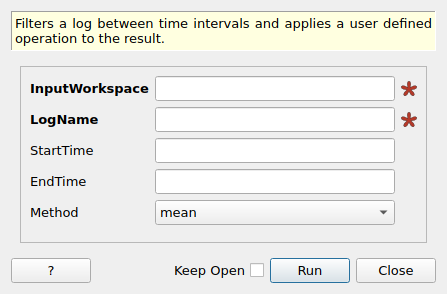 Filters a log between time intervals and applies a user defined
operation to the result.
InputWorkspace
LogName
StartTime
EndTime
Method mean
? Keep Open Run Close